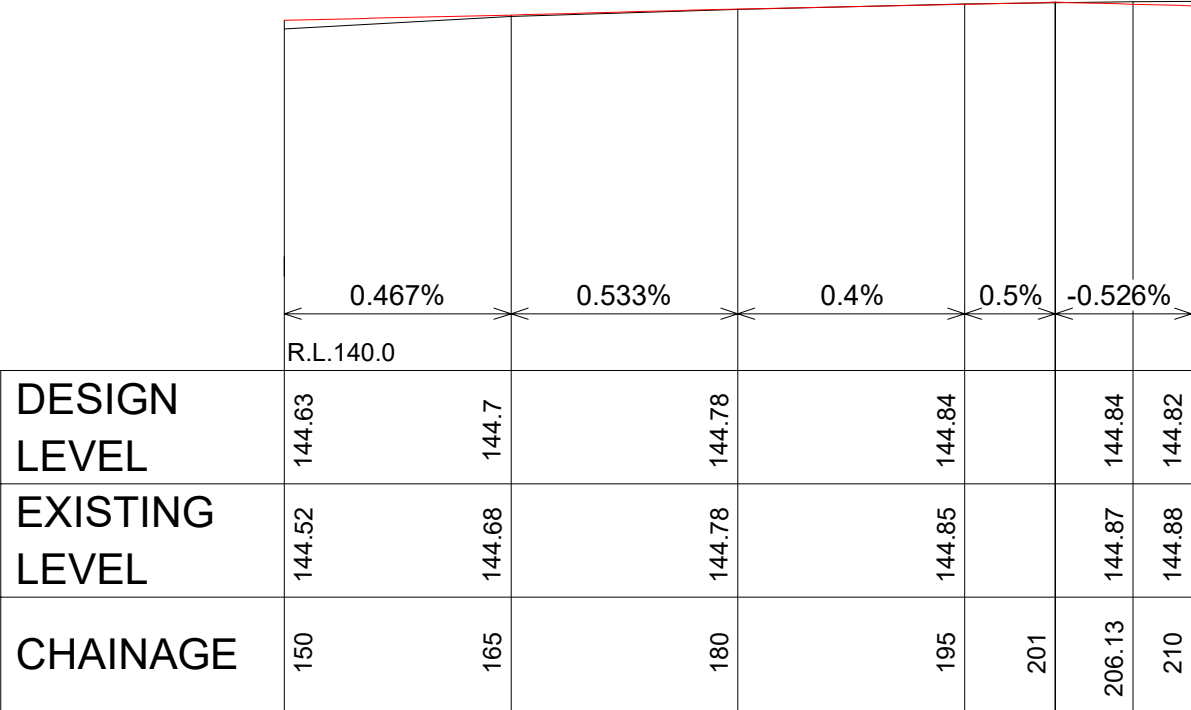 0.467% 0.533% 0.4% 0.5% -0.526%
R.L.140.0
DESIGN
LEVEL
144.63 144.7 144.78 144.84 144.84 144.82
EXISTING
LEVEL
144.52 144.68 144.78 144.85 144.87 144.88
CHAINAGE
150 165 180 195 201 206.13 210